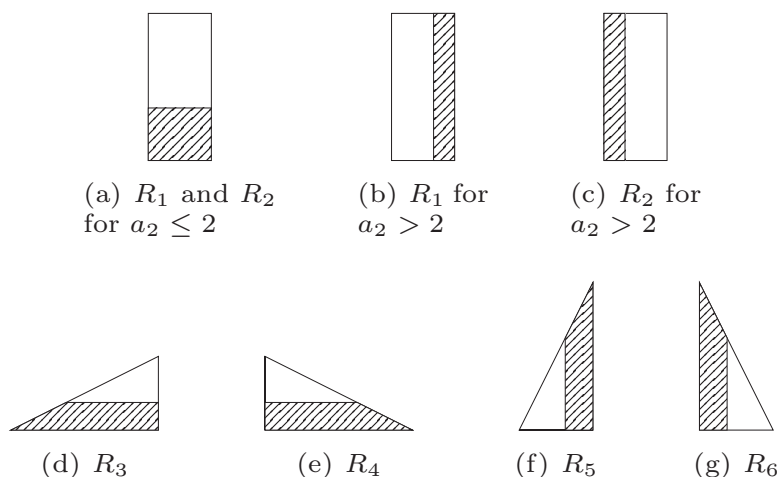 (a) R₁ and R₂
for a₂ ≤ 2
(b) R₁ for
a₂ > 2
(c) R₂ for
a₂ > 2
(d) R₃
(e) R₄
(f) R₅
(g) R₆